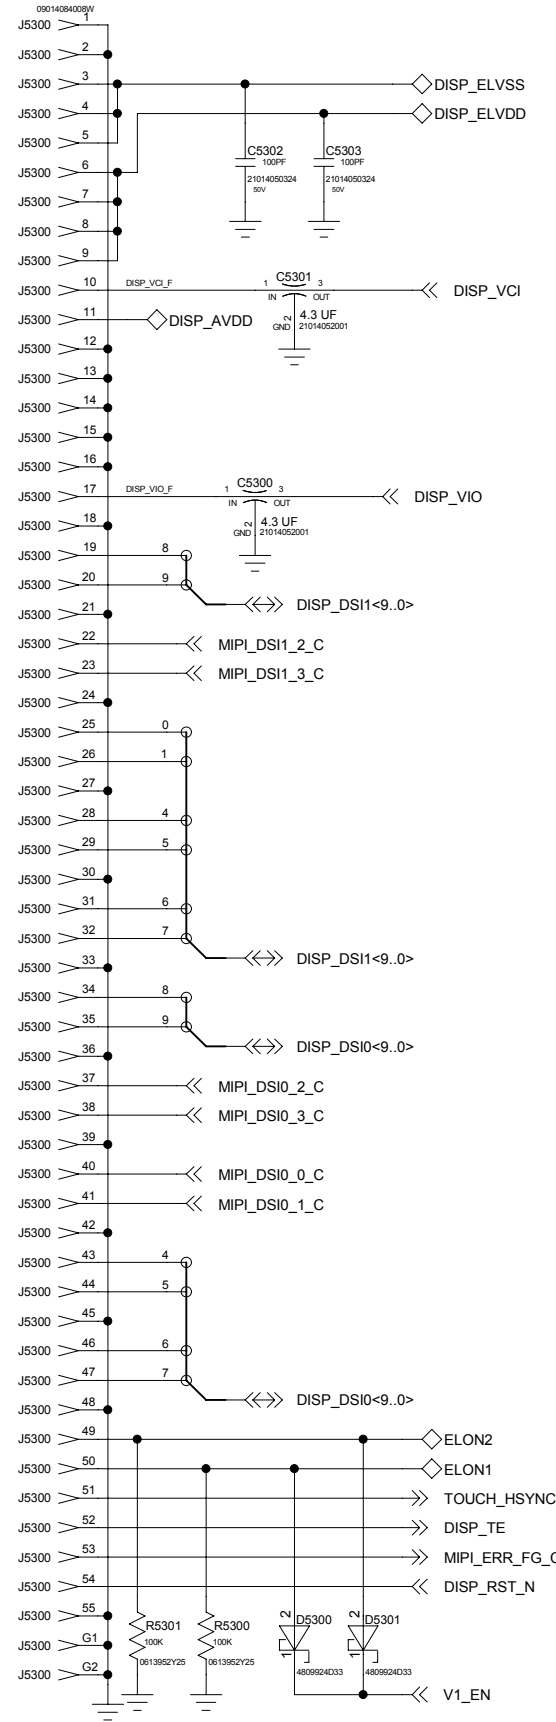 09014084008W
J5300 1
J5300 2
J5300 3 DISP_ELVSS
J5300 4 DISP_ELVDD
J5300 5
C5302 C5303
100PF 100PF
J5300 6
21014050324 21014050324
50V 50V
J5300 7
J5300 8
J5300 9
J5300 10 DISP_VCI_F 1 C5301 3 DISP_VCI
IN OUT
J5300 11 DISP_AVDD
GND 2 4.3 UF
21014052001
J5300 12
J5300 13
J5300 14
J5300 15
J5300 16
J5300 17 DISP_VIO_F 1 C5300 3 DISP_VIO
IN OUT
J5300 18
GND 2 4.3 UF
21014052001
J5300 19 8
J5300 20 9
DISP_DSI1<9..0>
J5300 21
J5300 22 MIPI_DSI1_2_C
J5300 23 MIPI_DSI1_3_C
J5300 24
J5300 25 0
J5300 26 1
J5300 27
J5300 28 4
J5300 29 5
J5300 30
J5300 31 6
J5300 32 7
DISP_DSI1<9..0>
J5300 33
J5300 34 8
J5300 35 9
DISP_DSI0<9..0>
J5300 36
J5300 37 MIPI_DSI0_2_C
J5300 38 MIPI_DSI0_3_C
J5300 39
J5300 40 MIPI_DSI0_0_C
J5300 41 MIPI_DSI0_1_C
J5300 42
J5300 43 4
J5300 44 5
J5300 45
J5300 46 6
J5300 47 7
DISP_DSI0<9..0>
J5300 48
J5300 49 ELON2
J5300 50 ELON1
J5300 51 TOUCH_HSYNC
J5300 52 DISP_TE
J5300 53 MIPI_ERR_FG_
J5300 54 DISP_RST_N
J5300 55
R5301 R5300 2 D5300 2 D5301
J5300 G1
100K 100K 1 1
0613952Y25 0613952Y25 4809924D33 4809924D33
J5300 G2
V1_EN